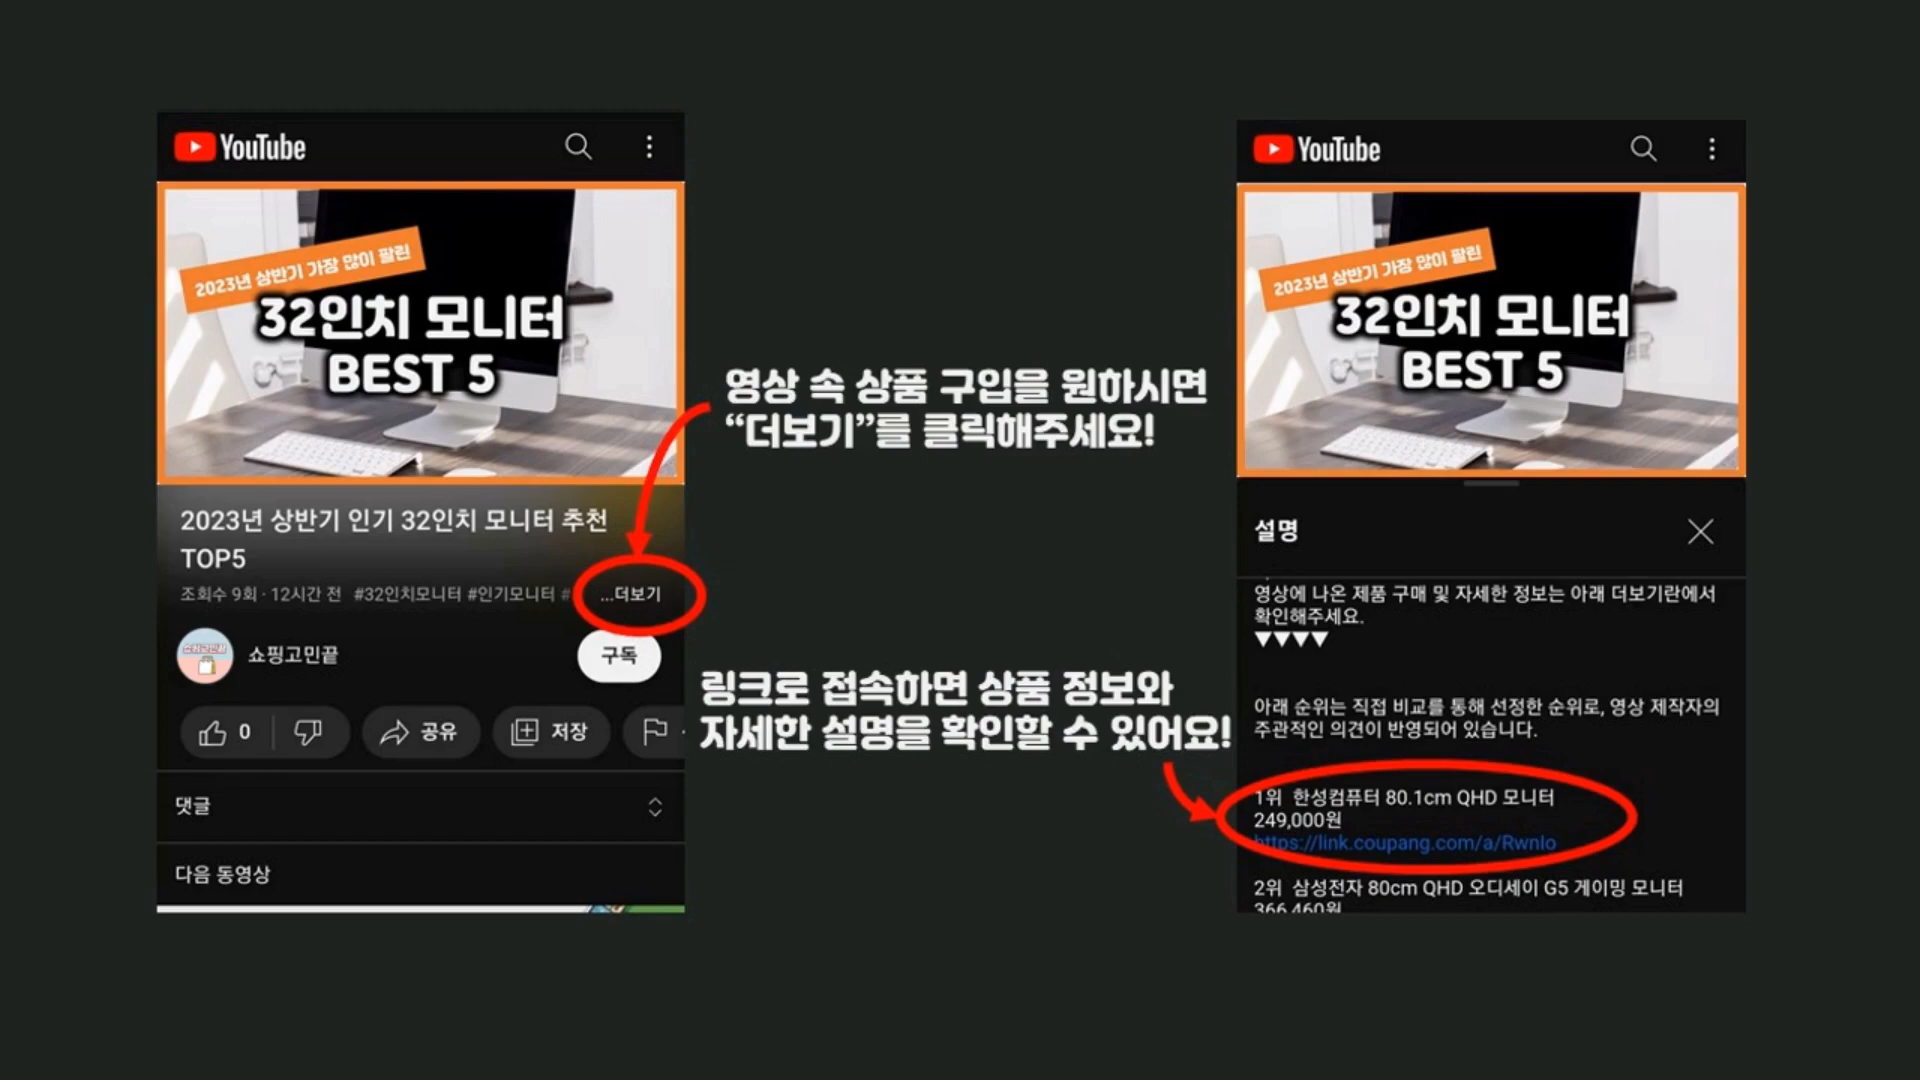 YouTube
2023년 상반기 가장 많이 팔린
32인치 모니터
BEST 5
2023년 상반기 인기 32인치 모니터 추천
TOP5
조회수 9회 · 12시간 전 #32인치모니터 #인기모니터 # ...더보기
쇼핑고민끝
쇼핑고민끝
구독
0
공유
저장
댓글
다음 동영상
영상 속 상품 구입을 원하시면
“더보기”를 클릭해주세요!
링크로 접속하면 상품 정보와
자세한 설명을 확인할 수 있어요!
YouTube
2023년 상반기 가장 많이 팔린
32인치 모니터
BEST 5
설명
영상에 나온 제품 구매 및 자세한 정보는 아래 더보기란에서
확인해주세요.
▼▼▼▼
아래 순위는 직접 비교를 통해 선정한 순위로, 영상 제작자의
주관적인 의견이 반영되어 있습니다.
1위 한성컴퓨터 80.1cm QHD 모니터
249,000원
https://link.coupang.com/a/RwnIo
2위 삼성전자 80cm QHD 오디세이 G5 게이밍 모니터
366,460원